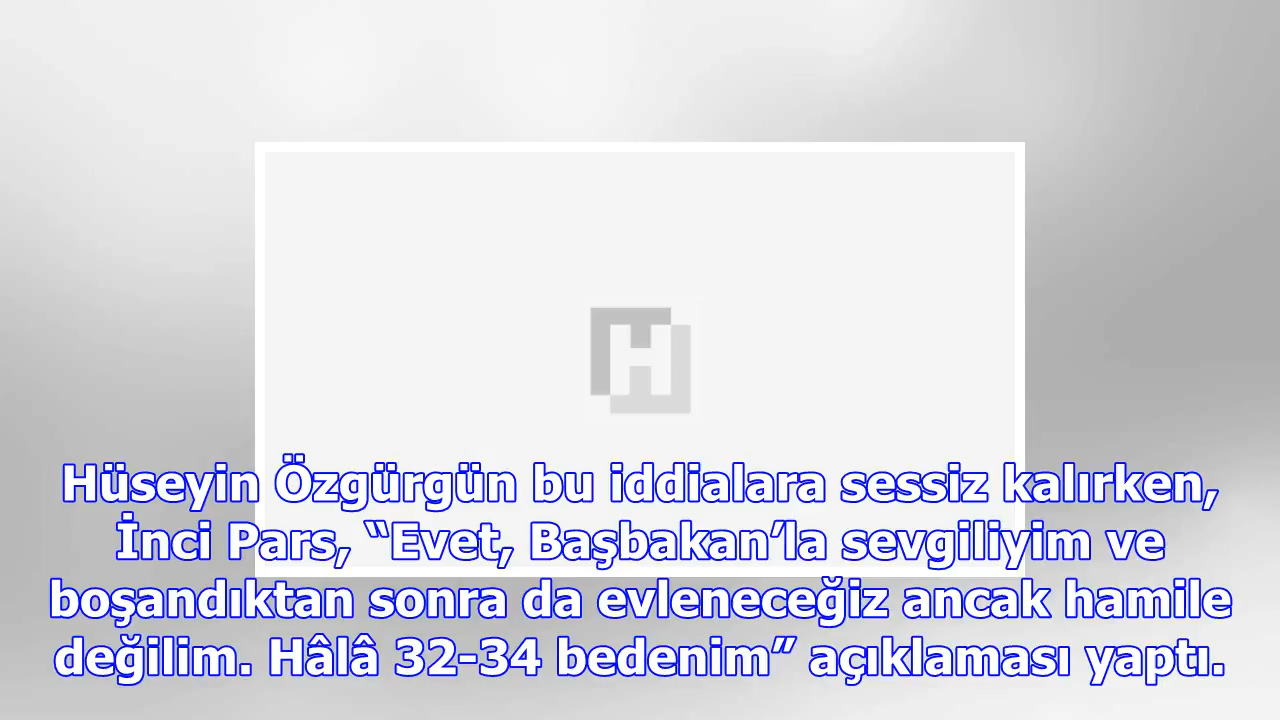 Hüseyin Özgürgün bu iddialara sessiz kalırken,
İnci Pars, “Evet, Başbakan’la sevgiliyim ve
boşandıktan sonra da evleneceğiz ancak hamile
değilim. Hâlâ 32-34 bedenim” açıklaması yaptı.